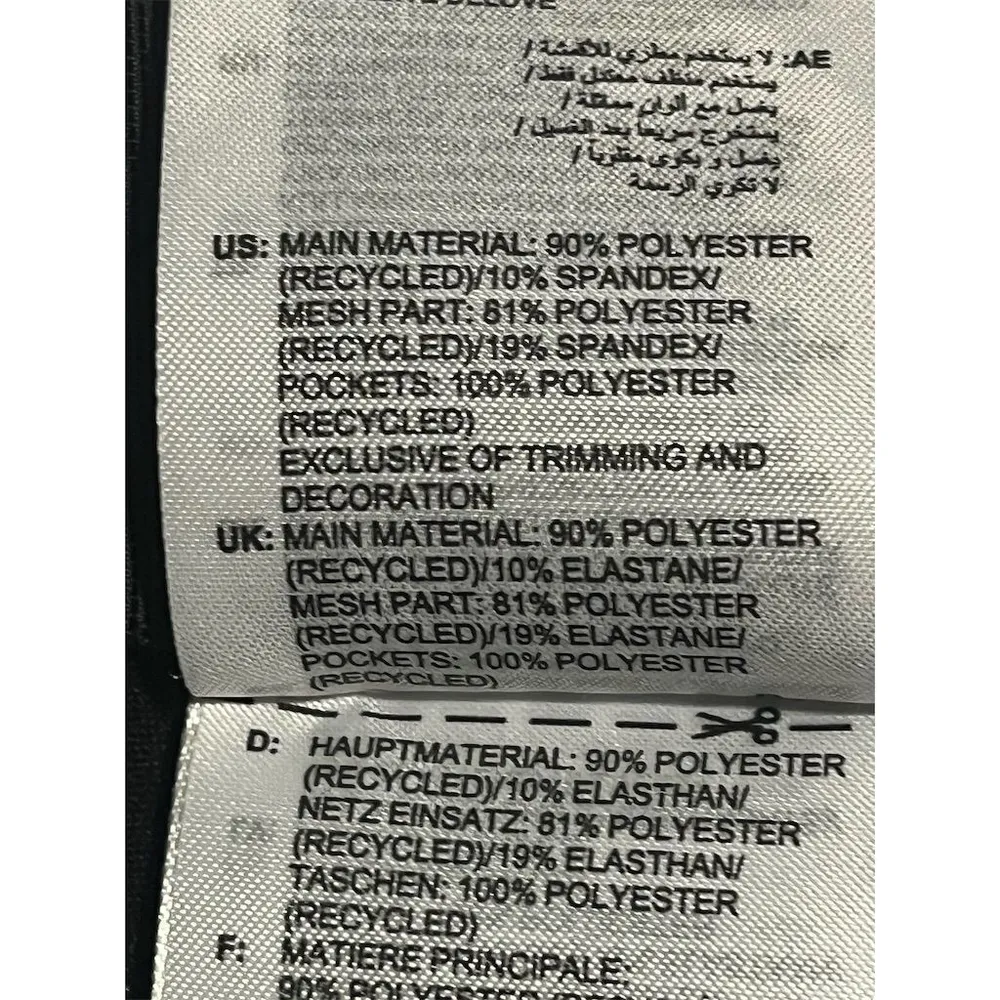 AE: لا يستخدم مطري للأقمشة /
يستخدم منظف معتدل فقط /
يغسل مع ألوان مماثلة /
يستخرج سريعا بعد الغسيل /
يغسل و يكوى مقلوبا /
لا تكوي الرسمة
US: MAIN MATERIAL: 90% POLYESTER
(RECYCLED)/10% SPANDEX/
MESH PART: 81% POLYESTER
(RECYCLED)/19% SPANDEX/
POCKETS: 100% POLYESTER
(RECYCLED)
EXCLUSIVE OF TRIMMING AND
DECORATION
UK: MAIN MATERIAL: 90% POLYESTER
(RECYCLED)/10% ELASTANE/
MESH PART: 81% POLYESTER
(RECYCLED)/19% ELASTANE/
POCKETS: 100% POLYESTER
(RECYCLED)
D: HAUPTMATERIAL: 90% POLYESTER
(RECYCLED)/10% ELASTHAN/
NETZ EINSATZ: 81% POLYESTER
(RECYCLED)/19% ELASTHAN/
TASCHEN: 100% POLYESTER
(RECYCLED)
F: MATIERE PRINCIPALE:
90% POLYESTER